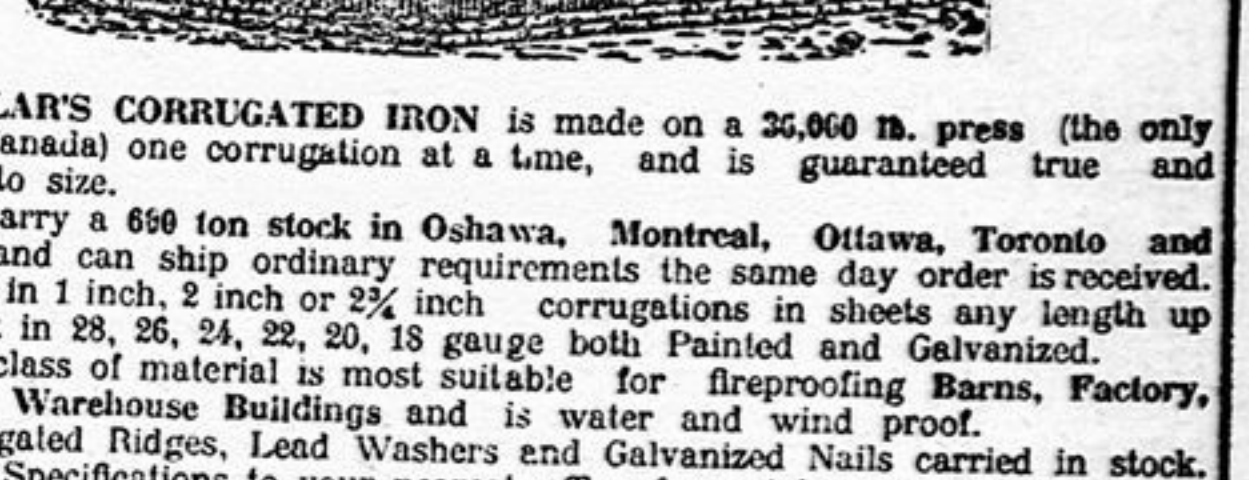 LAR'S CORRUGATED IRON is made on a 36,000 lb. press (the only
anada) one corrugation at a time, and is guaranteed true and
to size.
arry a 600 ton stock in Oshawa, Montreal, Ottawa, Toronto and
and can ship ordinary requirements the same day order is received.
in 1 inch, 2 inch or 2¾ inch corrugations in sheets any length up
in 28, 26, 24, 22, 20, 18 gauge both Painted and Galvanized.
class of material is most suitable for fireproofing Barns, Factory,
Warehouse Buildings and is water and wind proof.
gated Ridges, Lead Washers and Galvanized Nails carried in stock.
Specifications to your nearest